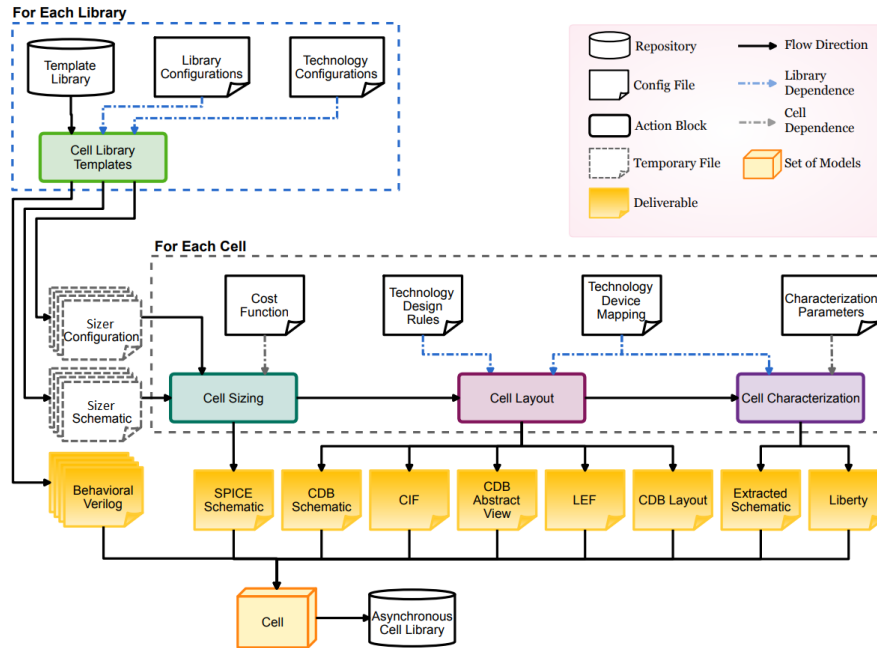 For Each Library
Template
Library
Library
Configurations
Technology
Configurations
Cell Library
Templates
Repository
Config File
Action Block
Temporary File
Deliverable
Flow Direction
Library
Dependence
Cell
Dependence
Set of Models
For Each Cell
Sizer
Configuration
Cost
Function
Technology
Design
Rules
Technology
Device
Mapping
Characterization
Parameters
Sizer
Schematic
Cell Sizing
Cell Layout
Cell Characterization
Behavioral
Verilog
SPICE
Schematic
CDB
Schematic
CIF
CDB
Abstract
View
LEF
CDB Layout
Extracted
Schematic
Liberty
Cell
Asynchronous
Cell Library